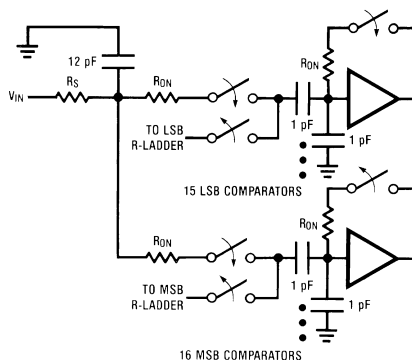 12 pF
RS
VIN
RON
RON
1 pF
1 pF
TO LSB
R-LADDER
15 LSB COMPARATORS
RON
RON
1 pF
1 pF
TO MSB
R-LADDER
16 MSB COMPARATORS